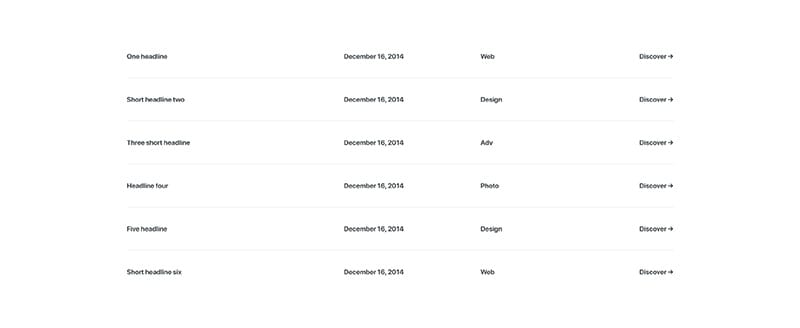 One headline December 16, 2014 Web Discover →
Short headline two December 16, 2014 Design Discover →
Three short headline December 16, 2014 Adv Discover →
Headline four December 16, 2014 Photo Discover →
Five headline December 16, 2014 Design Discover →
Short headline six December 16, 2014 Web Discover →